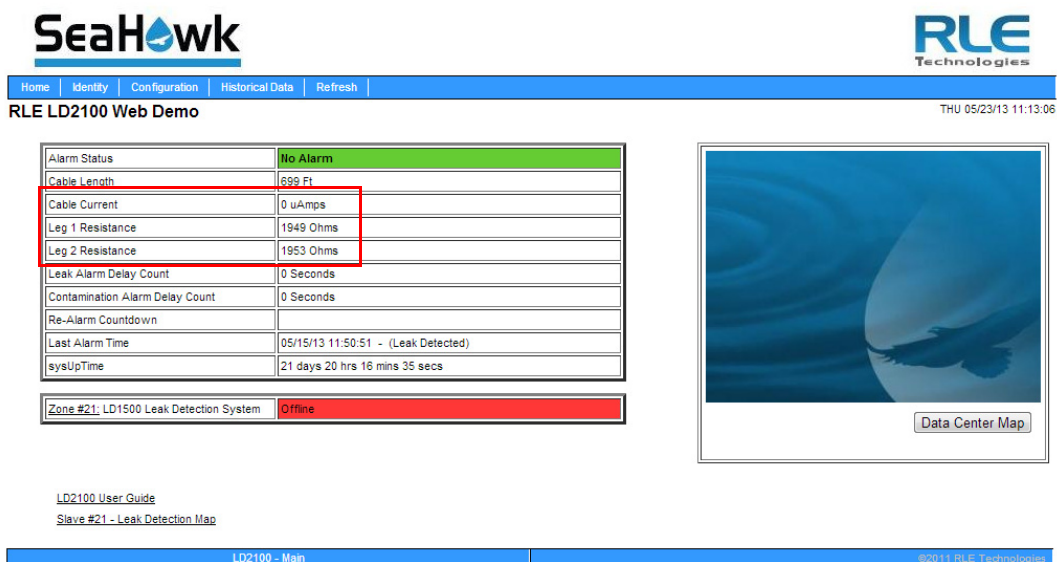 SeaHawk
RLE
Technologies
Home Identity Configuration Historical Data Refresh
RLE LD2100 Web Demo
THU 05/23/13 11:13:06
Alarm Status No Alarm
Cable Length 699 Ft
Cable Current 0 uAmps
Leg 1 Resistance 1949 Ohms
Leg 2 Resistance 1953 Ohms
Leak Alarm Delay Count 0 Seconds
Contamination Alarm Delay Count 0 Seconds
Re-Alarm Countdown
Last Alarm Time 05/15/13 11:50:51 - (Leak Detected)
sysUpTime 21 days 20 hrs 16 mins 35 secs
Zone #21: LD1500 Leak Detection System Offline
Data Center Map
LD2100 User Guide
Slave #21 - Leak Detection Map
LD2100 - Main
©2011 RLE Technologies